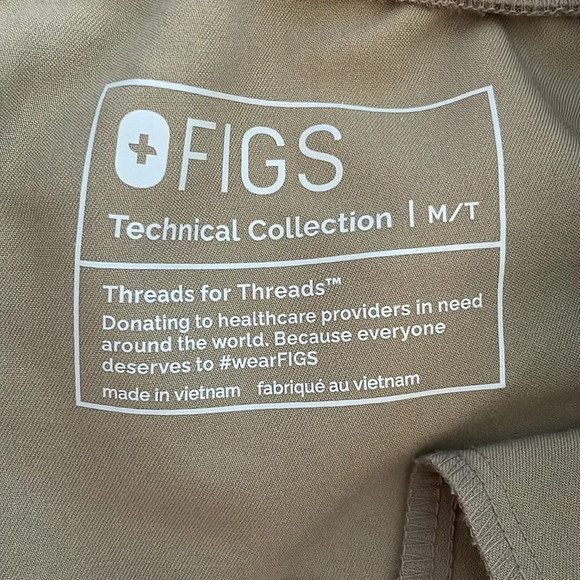 FIGS
Technical Collection | M/T
Threads for Threads™
Donating to healthcare providers in need
around the world. Because everyone
deserves to #wearFIGS
made in vietnam fabriqué au vietnam